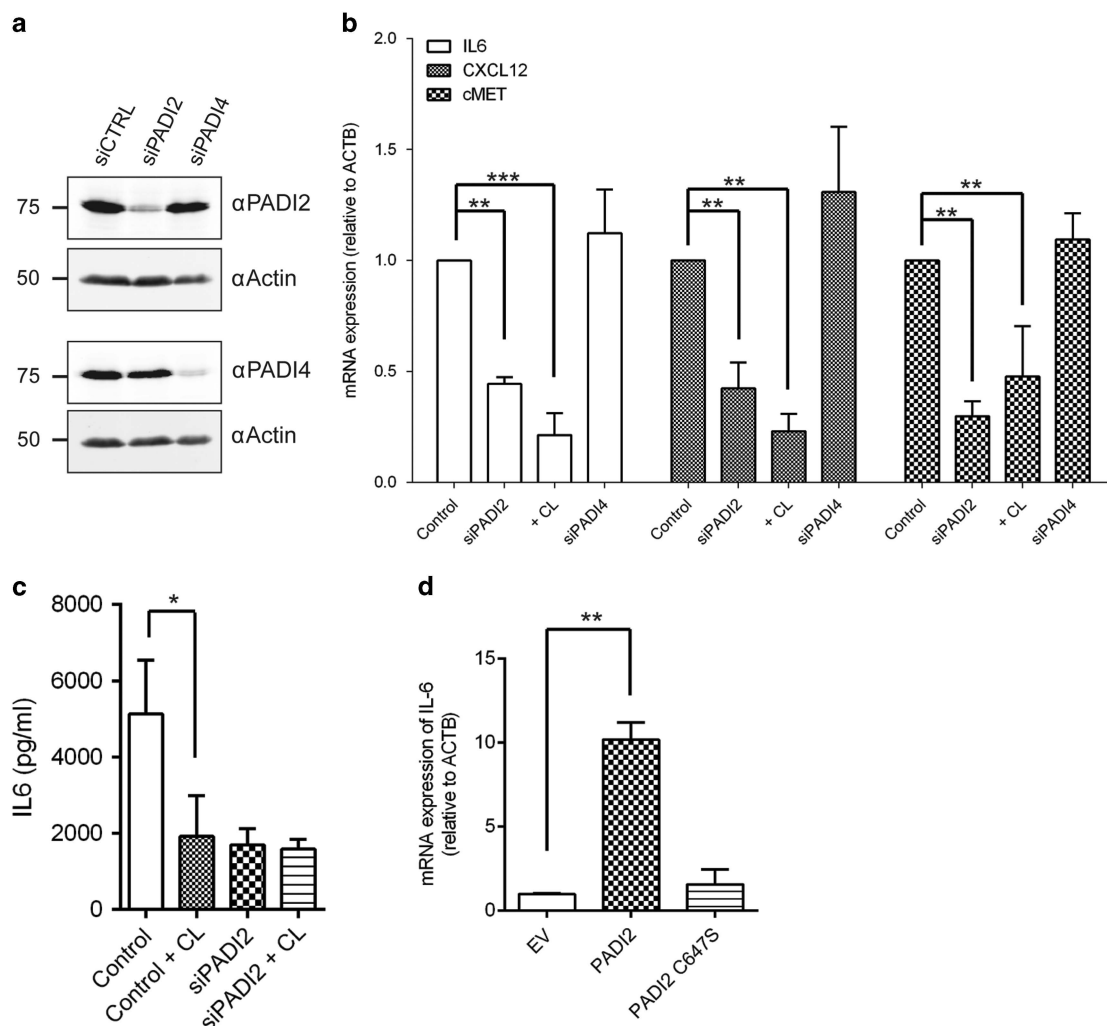 a
siCTRL
siPADI2
siPADI4
75
αPADI2
50
αActin
75
αPADI4
50
αActin
b
mRNA expression (relative to ACTB)
2.0
1.5
1.0
0.5
0.0
IL6
CXCL12
cMET
***
**
**
**
**
**
Control
siPADI2
+ CL
siPADI4
Control
siPADI2
+ CL
siPADI4
Control
siPADI2
+ CL
siPADI4
c
IL6 (pg/ml)
8000
6000
4000
2000
0
*
Control
Control + CL
siPADI2
siPADI2 + CL
d
mRNA expression of IL-6
(relative to ACTB)
15
10
5
0
**
EV
PADI2
PADI2 C647S